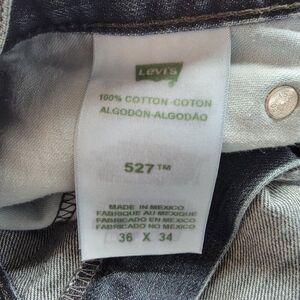 Levi's
100% COTTON-COTON
ALGODÓN-ALGODÃO
527™
MADE IN MEXICO
FABRIQUE AU MEXIQUE
FABRICADO EN MEXICO
FABRICADO NO MEXICO
36 X 34